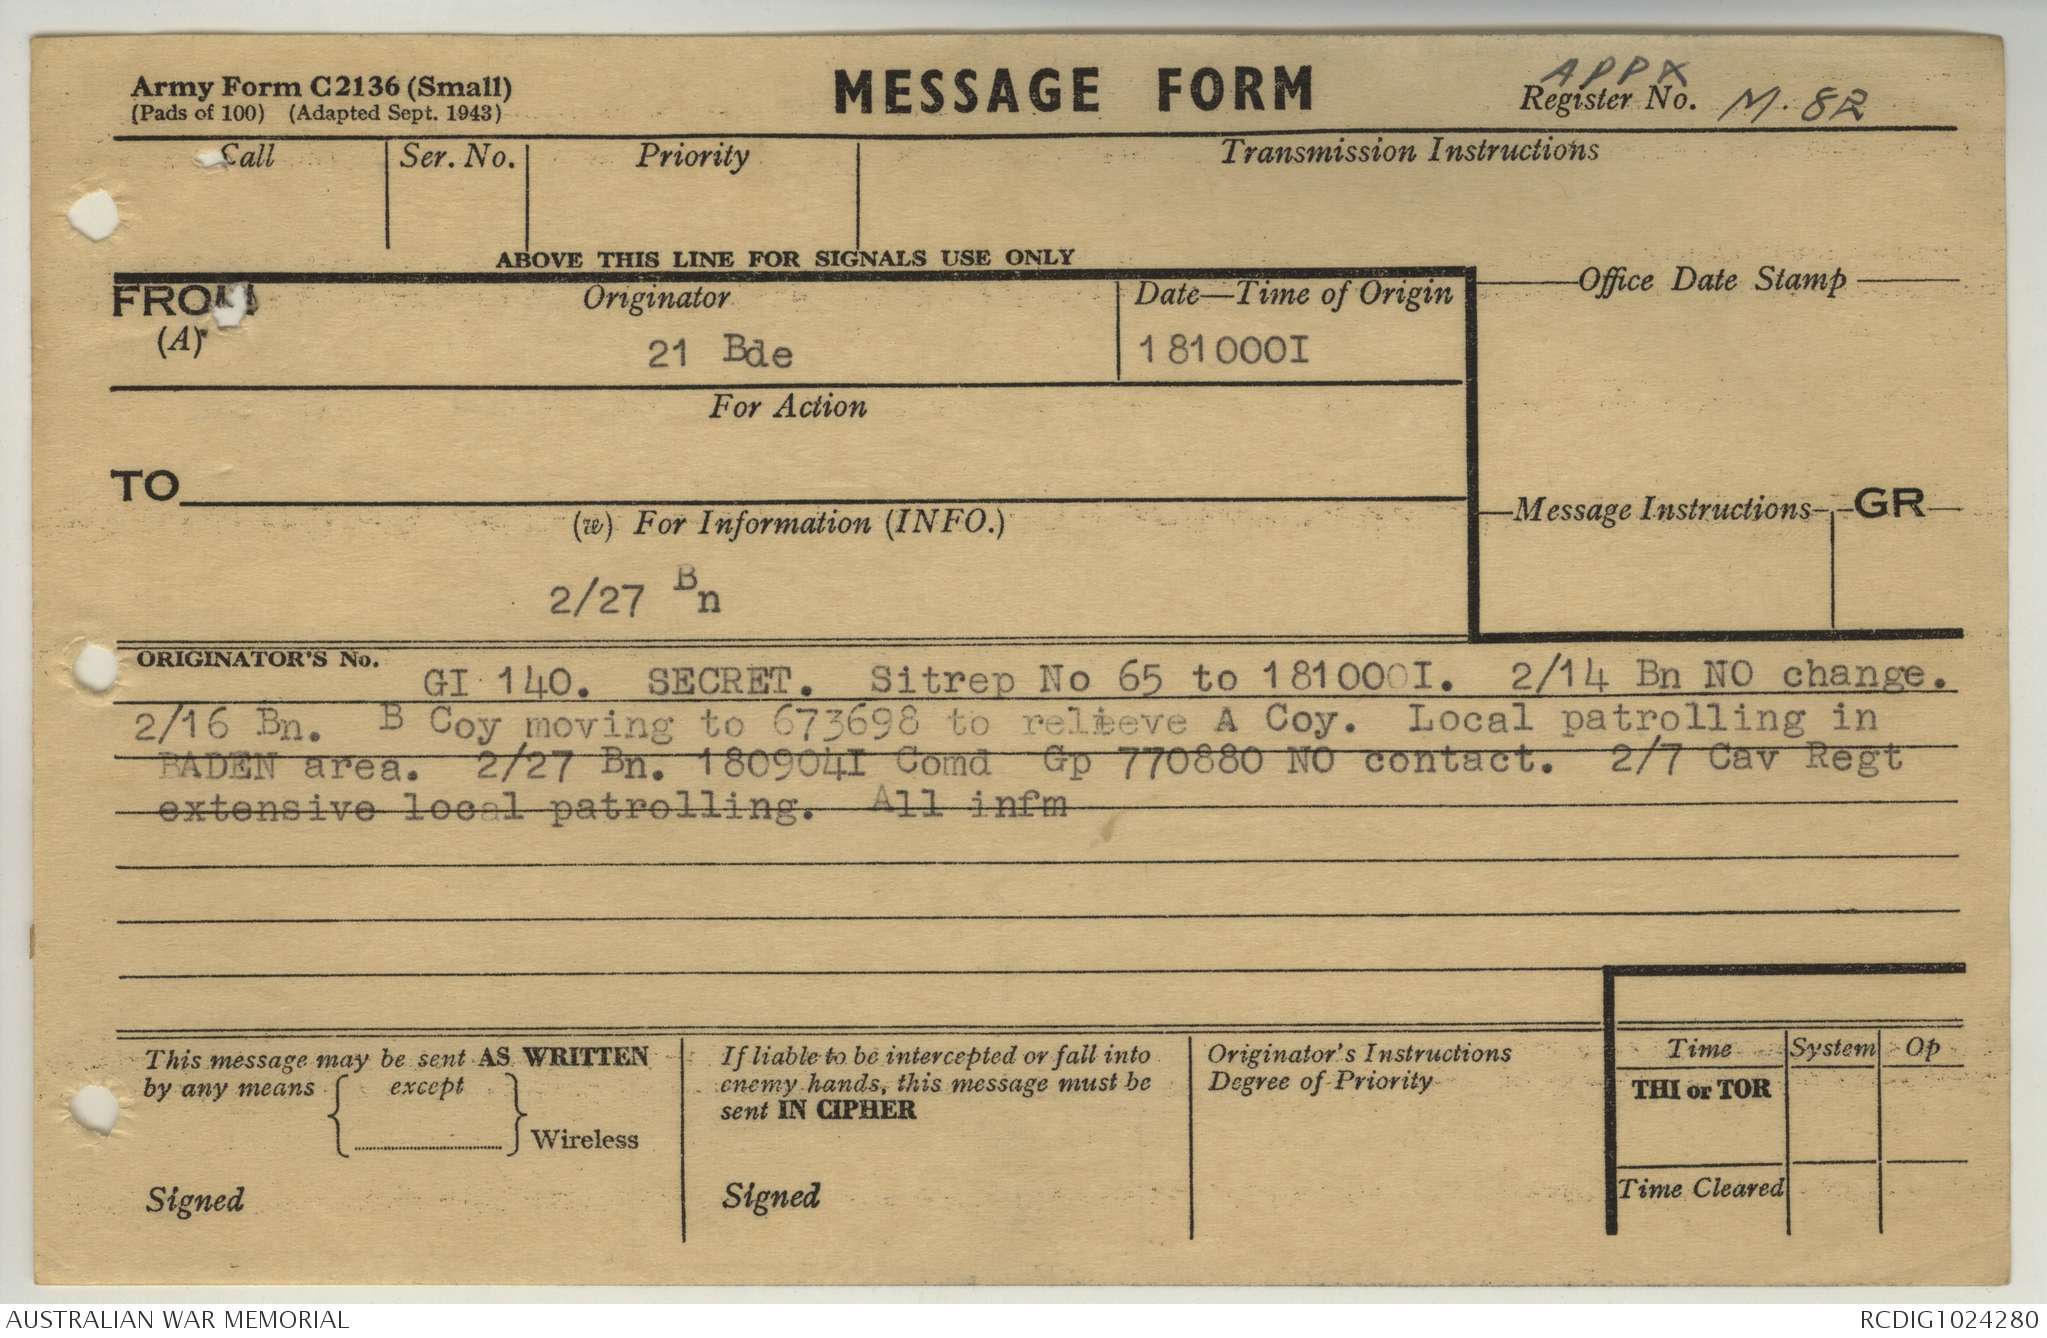 Army Form C2136 (Small)
(Pads of 100) (Adapted Sept. 1943)
MESSAGE FORM
APPX
Register No. M. 82
Call
Ser. No.
Priority
Transmission Instructions
ABOVE THIS LINE FOR SIGNALS USE ONLY
FROM
(A)
Originator
21 Bde
Date—Time of Origin
181000I
Office Date Stamp
For Action
TO
(W) For Information (INFO.)
2/27 Bn
Message Instructions
GR
ORIGINATOR'S No.
GI 140. SECRET. Sitrep No 65 to 181000I. 2/14 Bn NO change.
2/16 Bn. B Coy moving to 673698 to relieve A Coy. Local patrolling in
BADEN area. 2/27 Bn. 180904I Comd Gp 770880 NO contact. 2/7 Cav Regt
extensive local patrolling. All infm
This message may be sent AS WRITTEN
by any means { except
} Wireless
Signed
If liable to be intercepted or fall into
enemy hands, this message must be
sent IN CIPHER
Signed
Originator's Instructions
Degree of Priority
Time
System
Op
THI or TOR
Time Cleared
AUSTRALIAN WAR MEMORIAL
RCDIG1024280